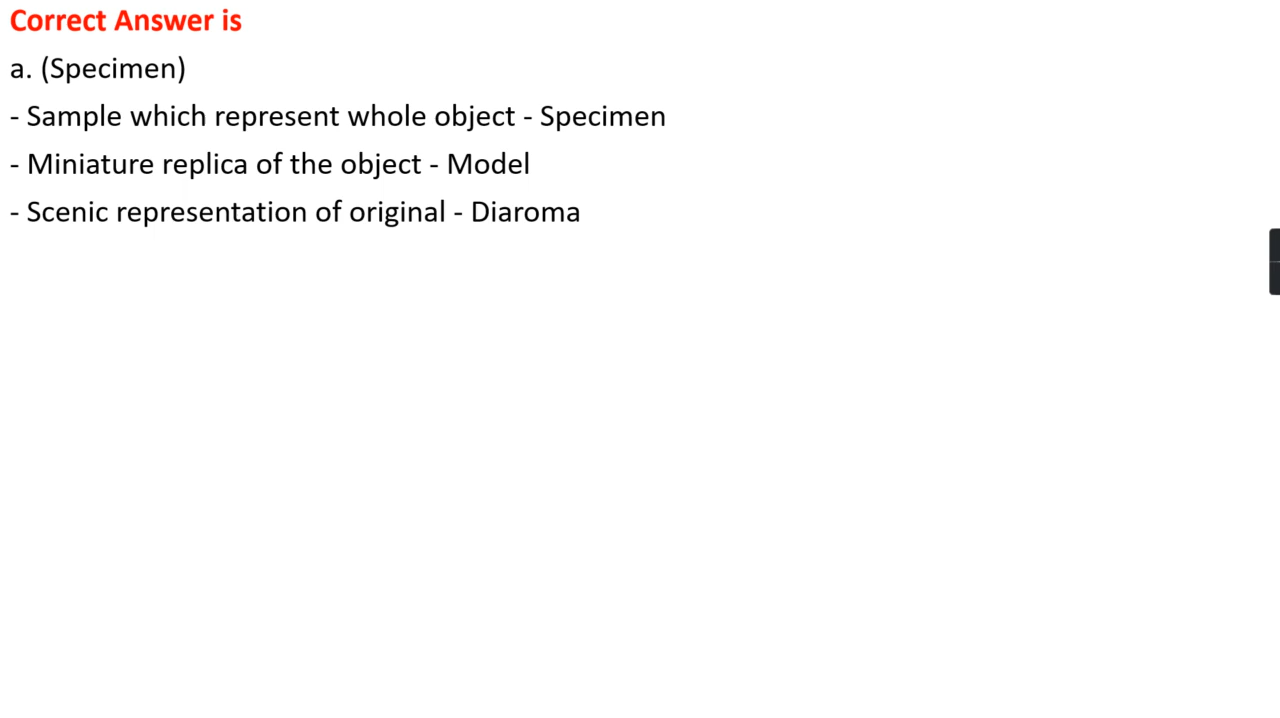 Correct Answer is
a. (Specimen)
- Sample which represent whole object - Specimen
- Miniature replica of the object - Model
- Scenic representation of original - Diaroma